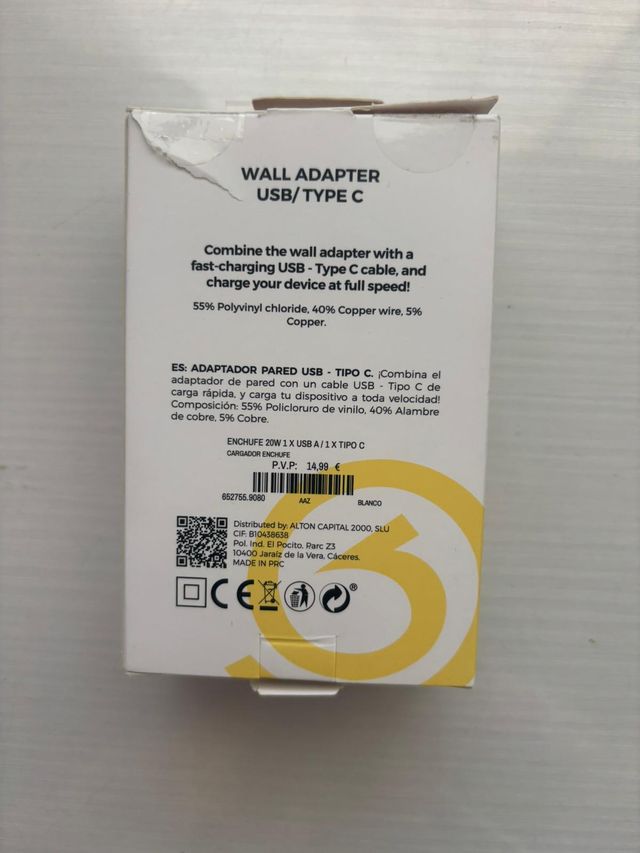 WALL ADAPTER
USB/ TYPE C
Combine the wall adapter with a
fast-charging USB - Type C cable, and
charge your device at full speed!
55% Polyvinyl chloride, 40% Copper wire, 5%
Copper.
ES: ADAPTADOR PARED USB - TIPO C. ¡Combina el
adaptador de pared con un cable USB - Tipo C de
carga rápida, y carga tu dispositivo a toda velocidad!
Composición: 55% Policloruro de vinilo, 40% Alambre
de cobre, 5% Cobre.
ENCHUFE 20W 1 X USB A / 1 X TIPO C
CARGADOR ENCHUFE
P.V.P: 14,99 €
652755.9080 AAZ BLANCO
Distributed by: ALTON CAPITAL 2000, SLU
CIF: B10438638
Pol. Ind. El Pocito, Parc Z3
10400 Jaraíz de la Vera, Cáceres.
MADE IN PRC
CE ®